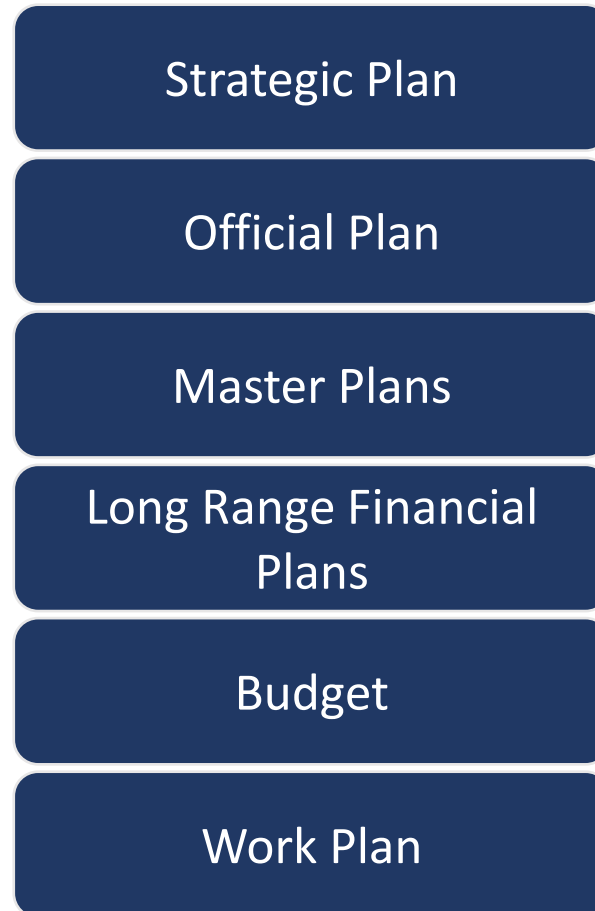 Strategic Plan
Official Plan
Master Plans
Long Range Financial
Plans
Budget
Work Plan